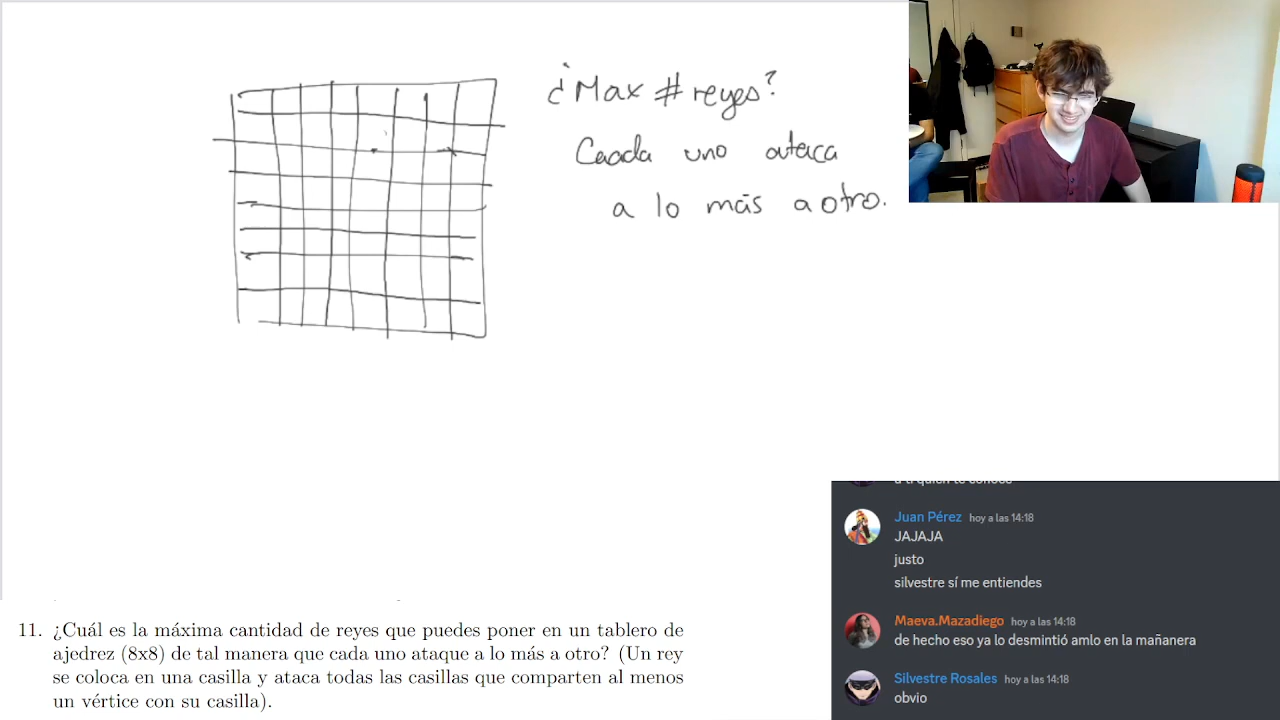 ¿Max # reyes?
Caada uno ataca
a lo más a otro.
Juan Pérez hoy a las 14:18
JAJAJA
justo
silvestre sí me entiendes
Maeva.Mazadiego hoy a las 14:18
de hecho eso ya lo desmintió amlo en la mañanera
Silvestre Rosales hoy a las 14:18
obvio
11. ¿Cuál es la máxima cantidad de reyes que puedes poner en un tablero de
ajedrez (8x8) de tal manera que cada uno ataque a lo más a otro? (Un rey
se coloca en una casilla y ataca todas las casillas que comparten al menos
un vértice con su casilla).